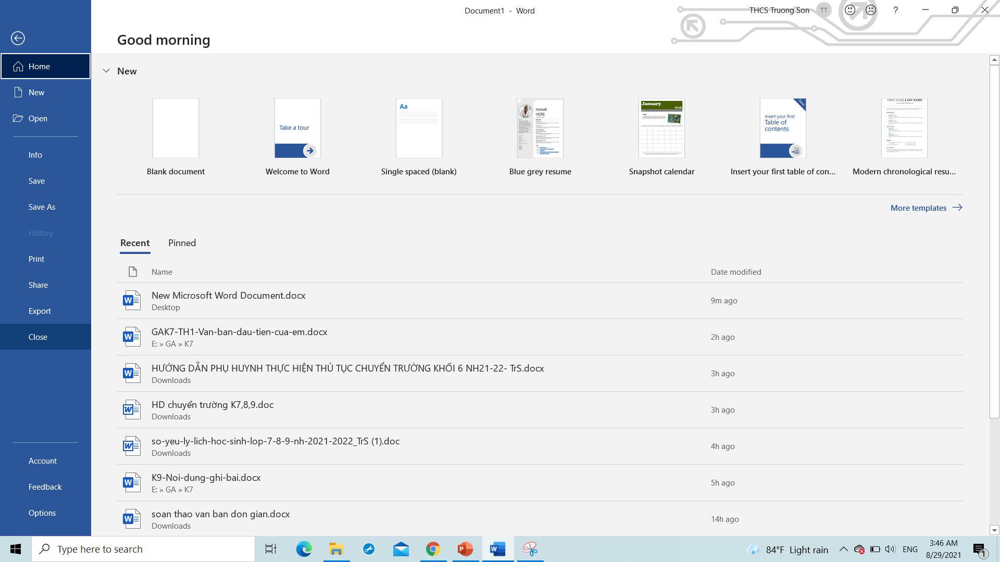 Document1 - Word
THCS Truong Son TT ?
Good morning
Home
New
Open
Info
Save
Save As
History
Print
Share
Export
Close
Account
Feedback
Options
New
Aa
Take a tour
NAME
HERE
January
YEAR
New
Insert your first
Table of
contents
FIRST NAME LAST NAME
Blank document
Welcome to Word
Single spaced (blank)
Blue grey resume
Snapshot calendar
Insert your first table of con...
Modern chronological resu...
More templates
Recent Pinned
Name Date modified
New Microsoft Word Document.docx
Desktop
9m ago
GAK7-TH1-Van-ban-dau-tien-cua-em.docx
E: » GA » K7
2h ago
HƯỚNG DẪN PHỤ HUYNH THỰC HIỆN THỦ TỤC CHUYỂN TRƯỜNG KHỐI 6 NH21-22- TrS.docx
Downloads
3h ago
HD chuyển trường K7,8,9.doc
Downloads
3h ago
so-yeu-ly-lich-hoc-sinh-lop-7-8-9-nh-2021-2022_TrS (1).doc
Downloads
4h ago
K9-Noi-dung-ghi-bai.docx
E: » GA » K7
5h ago
soan thao van ban don gian.docx
Downloads
14h ago
Type here to search
84°F Light rain
ENG
3:46 AM
8/29/2021
1